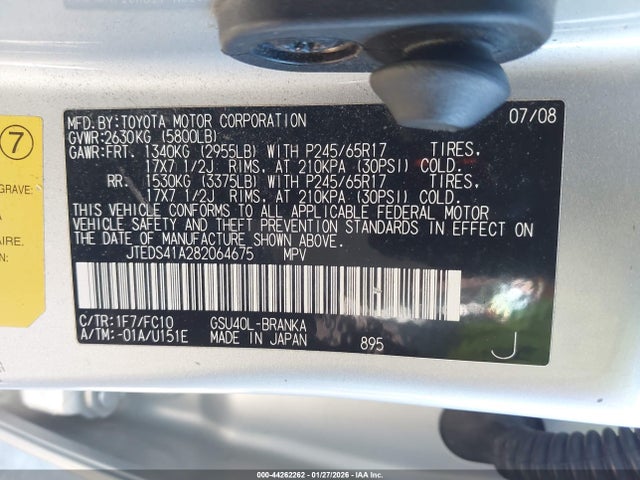 7
GRAVE:
AIRE.
MFD.BY:TOYOTA MOTOR CORPORATION 07/08
GVWR:2630KG (5800LB)
GAWR:FRT. 1340KG (2955LB) WITH P245/65R17 TIRES,
17X7 1/2J RIMS, AT 210KPA (30PSI) COLD.
RR. 1530KG (3375LB) WITH P245/65R17 TIRES,
17X7 1/2J RIMS, AT 210KPA (30PSI) COLD.
THIS VEHICLE CONFORMS TO ALL APPLICABLE FEDERAL MOTOR
VEHICLE SAFETY AND THEFT PREVENTION STANDARDS IN EFFECT ON
THE DATE OF MANUFACTURE SHOWN ABOVE.
JTEDS41A282064675 MPV
C/TR:1F7/FC10 GSU40L-BRANKA
A/TM:-01A/U151E MADE IN JAPAN 895 J
000-44262262 | 01/27/2026 - COPYRIGHT IAA, LLC.